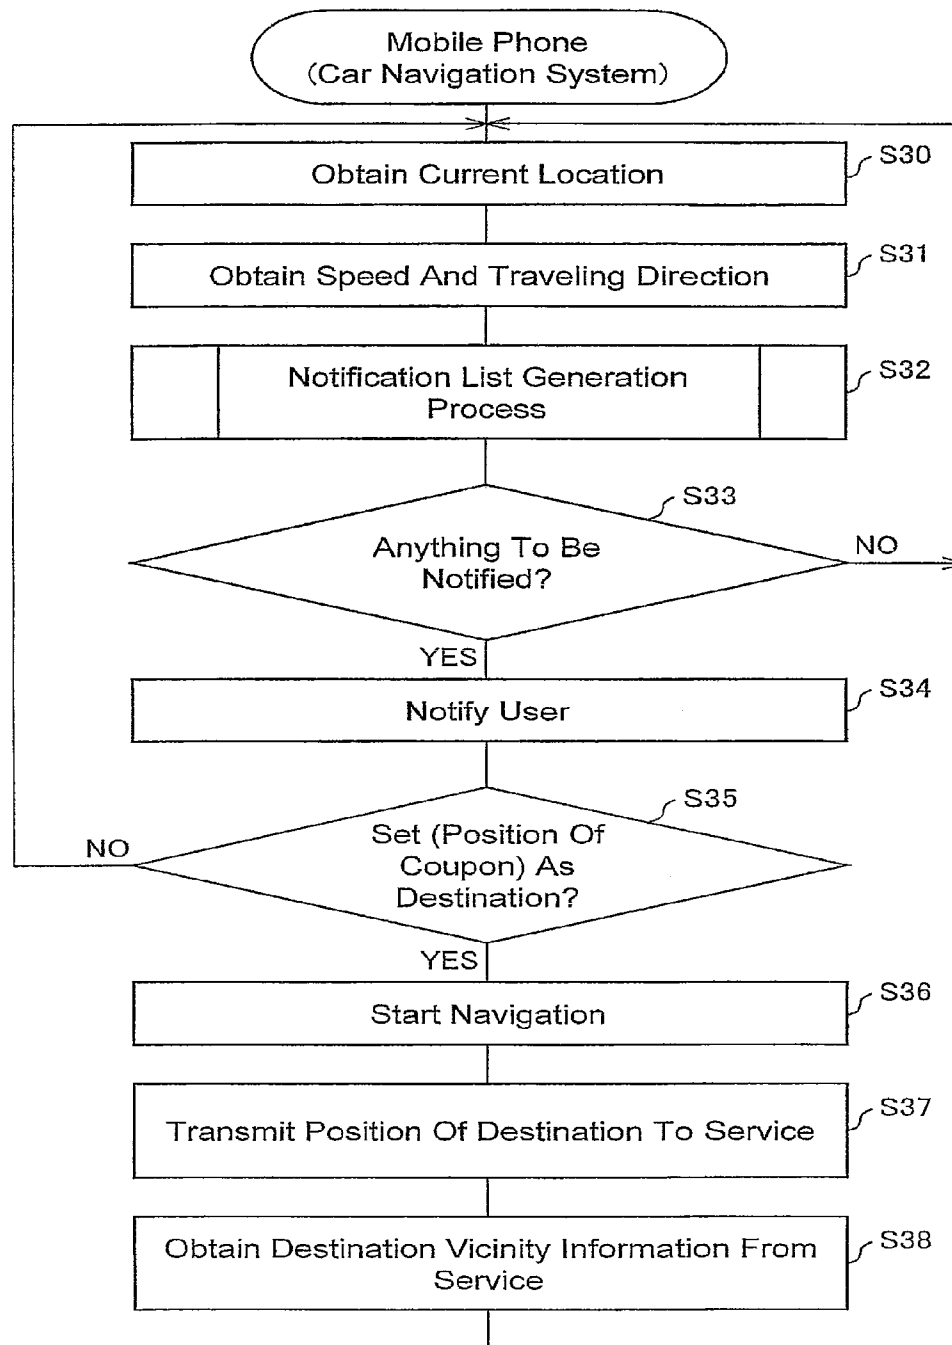 Mobile Phone
(Car Navigation System)
S30
Obtain Current Location
S31
Obtain Speed And Traveling Direction
S32
Notification List Generation
Process
S33
Anything To Be
Notified?
NO
YES
S34
Notify User
S35
Set (Position Of
Coupon) As
Destination?
NO
YES
S36
Start Navigation
S37
Transmit Position Of Destination To Service
S38
Obtain Destination Vicinity Information From
Service